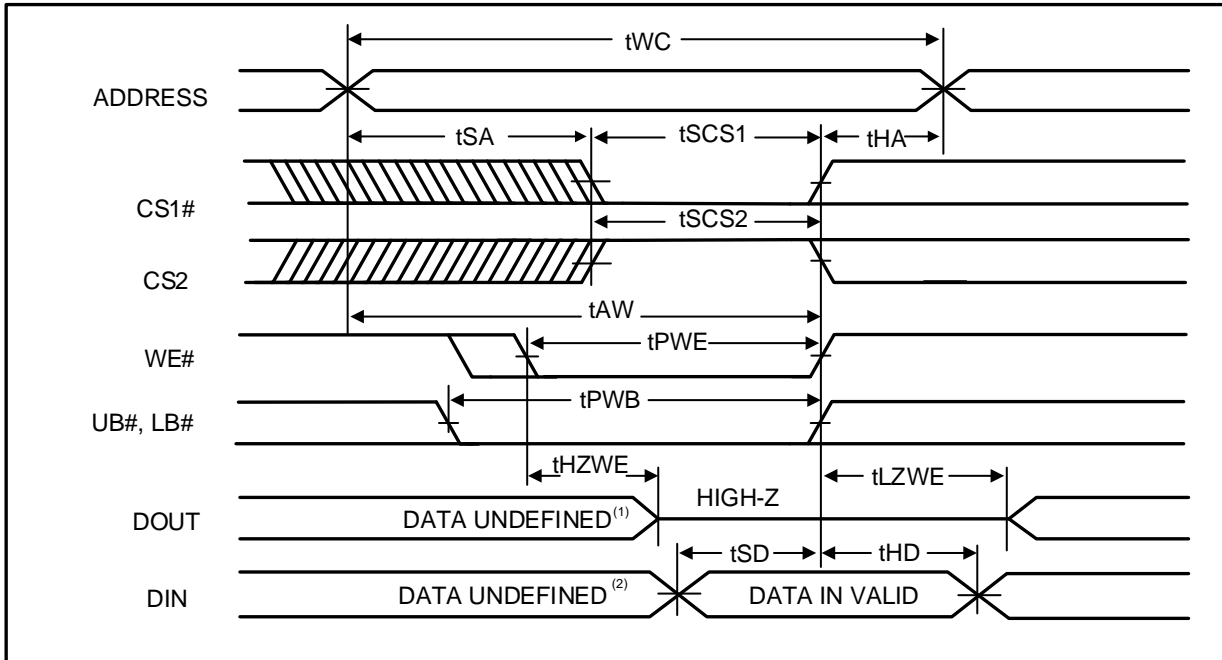 tWC
ADDRESS
tSA
tSCS1
tHA
CS1#
tSCS2
CS2
tAW
WE#
tPWE
tPWB
UB#, LB#
tHZWE
tLZWE
HIGH-Z
DOUT
DATA UNDEFINED(1)
tSD
tHD
DIN
DATA UNDEFINED(2)
DATA IN VALID